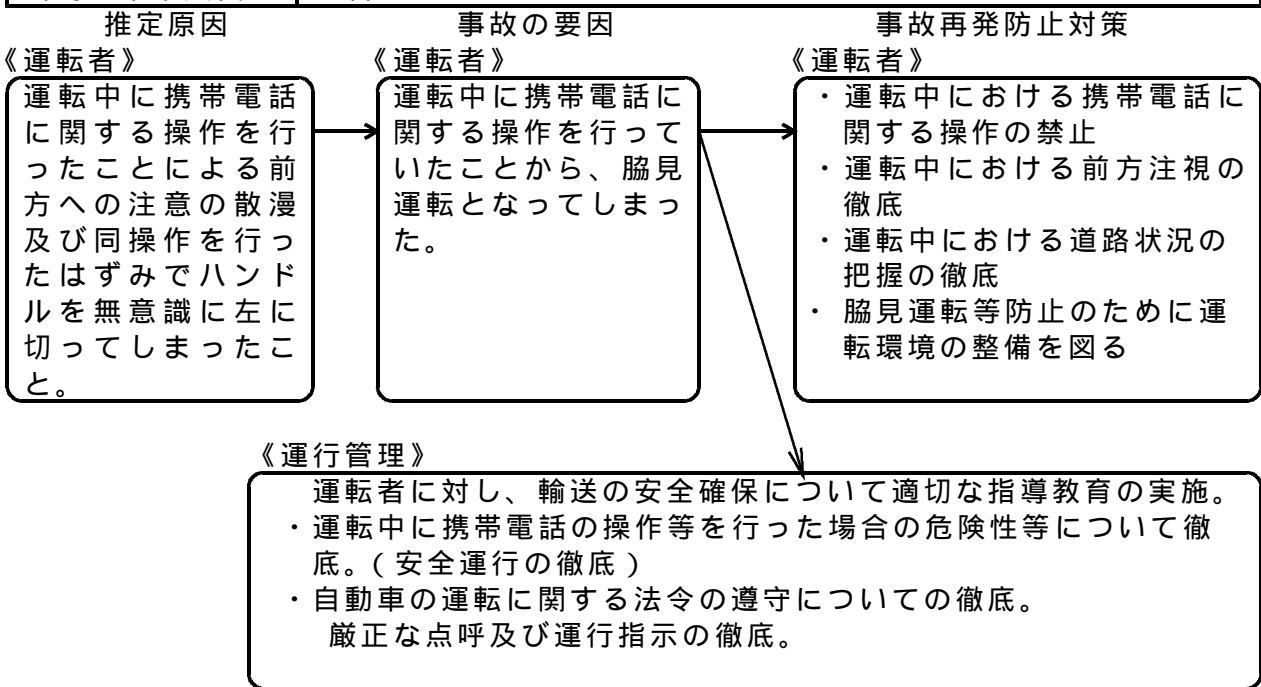 推定原因
事故の要因
事故再発防止対策
《運転者》
運転中に携帯電話
に関する操作を行
ったことによる前
方への注意の散漫
及び同操作を行っ
たはずみでハンド
ルを無意識に左に
切ってしまったこ
と。
《運転者》
運転中に携帯電話に
関する操作を行って
いたことから、脇見
運転となってしまっ
た。
《運転者》
・運転中における携帯電話に
関する操作の禁止
・運転中における前方注視の
徹底
・運転中における道路状況の
把握の徹底
・ 脇見運転等防止のために運
転環境の整備を図る
《運行管理》
運転者に対し、輸送の安全確保について適切な指導教育の実施。
・運転中に携帯電話の操作等を行った場合の危険性等について徹
底。(安全運行の徹底)
・自動車の運転に関する法令の遵守についての徹底。
厳正な点呼及び運行指示の徹底。